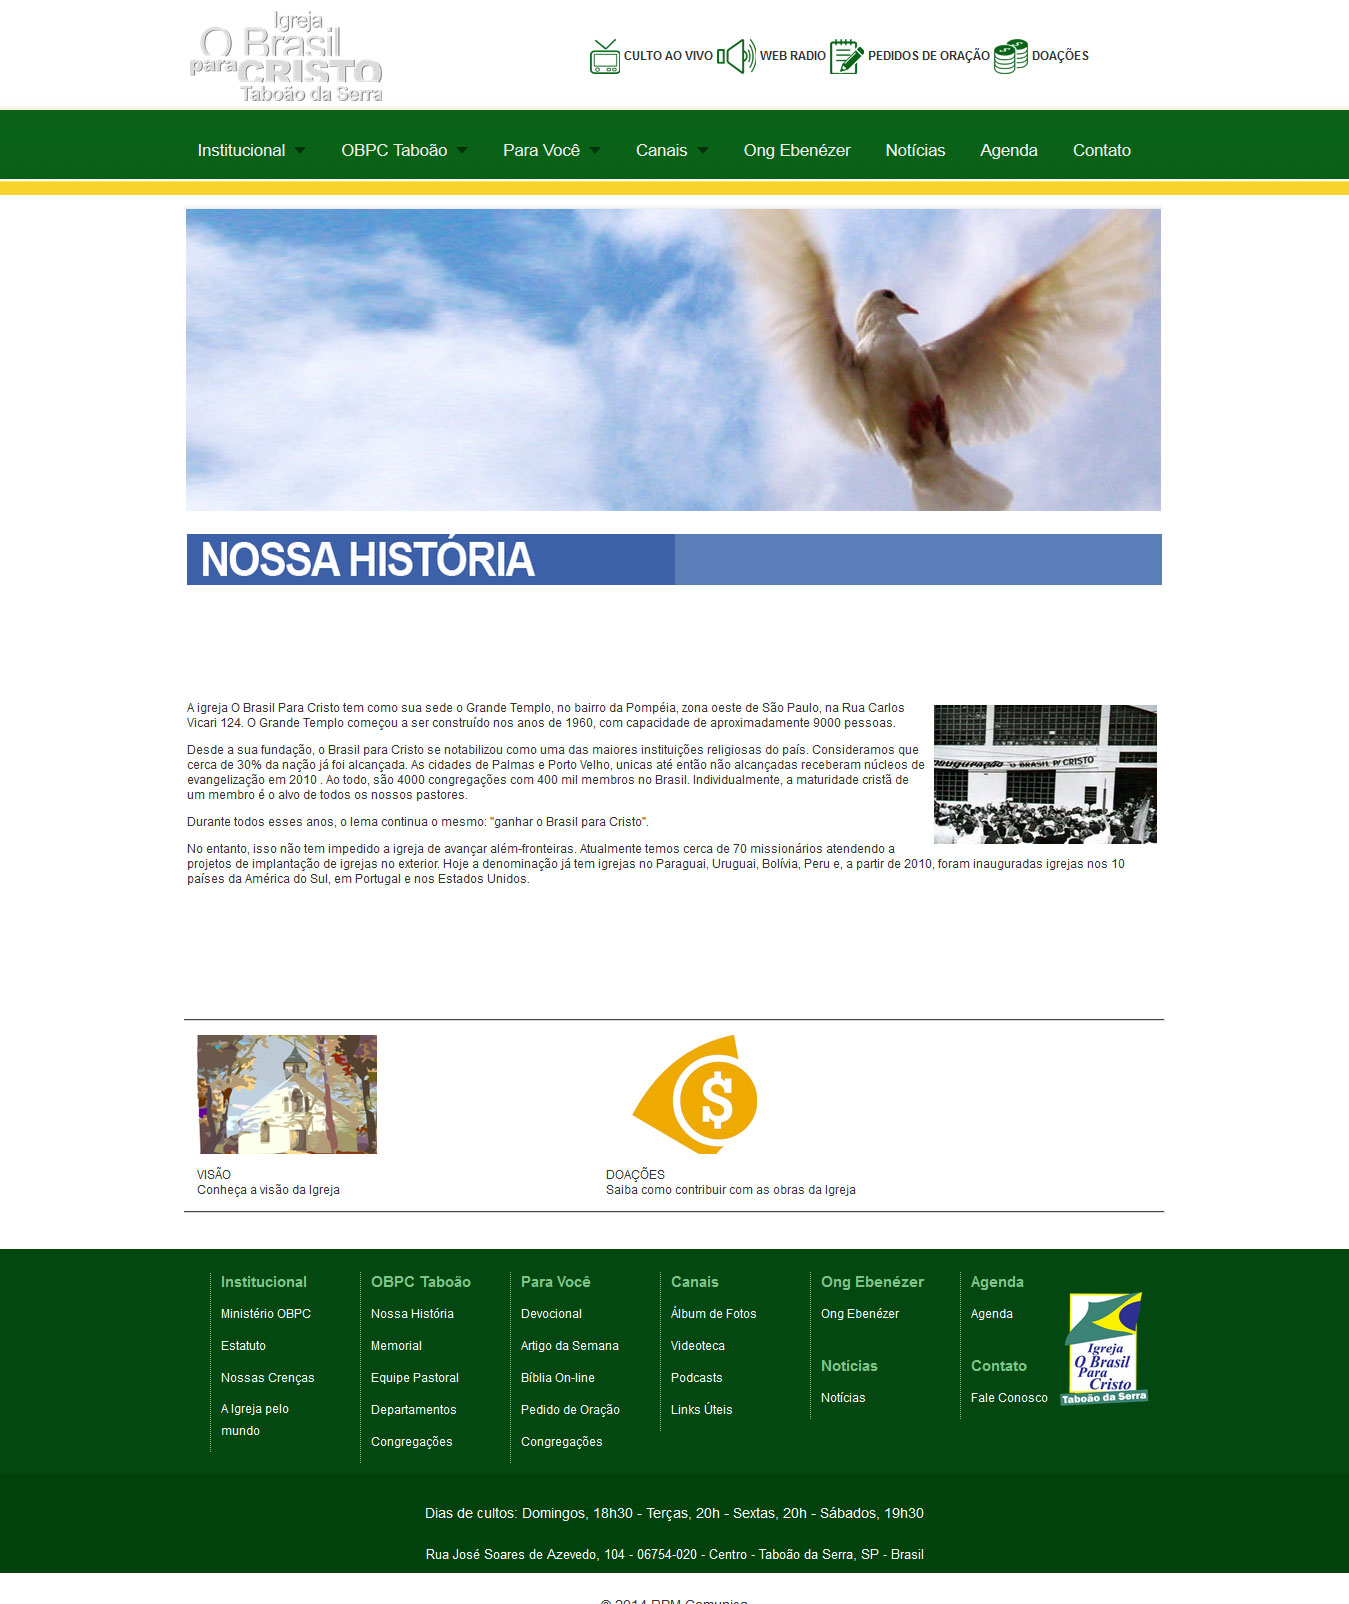 Igreja
O Brasil
para CRISTO
Taboão da Serra
CULTO AO VIVO
WEB RADIO
PEDIDOS DE ORAÇÃO
DOAÇÕES
Institucional
OBPC Taboão
Para Você
Canais
Ong Ebenézer
Notícias
Agenda
Contato
NOSSA HISTÓRIA
A igreja O Brasil Para Cristo tem como sua sede o Grande Templo, no bairro da Pompéia, zona oeste de São Paulo, na Rua Carlos
Vicari 124. O Grande Templo começou a ser construído nos anos de 1960, com capacidade de aproximadamente 9000 pessoas.
Desde a sua fundação, o Brasil para Cristo se notabilizou como uma das maiores instituições religiosas do país. Consideramos que
cerca de 30% da nação já foi alcançada. As cidades de Palmas e Porto Velho, unicas até então não alcançadas receberam núcleos de
evangelização em 2010 . Ao todo, são 4000 congregações com 400 mil membros no Brasil. Individualmente, a maturidade cristã de
um membro é o alvo de todos os nossos pastores.
Durante todos esses anos, o lema continua o mesmo: "ganhar o Brasil para Cristo".
No entanto, isso não tem impedido a igreja de avançar além-fronteiras. Atualmente temos cerca de 70 missionários atendendo a
projetos de implantação de igrejas no exterior. Hoje a denominação já tem igrejas no Paraguai, Uruguai, Bolívia, Peru e, a partir de 2010, foram inauguradas igrejas nos 10
países da América do Sul, em Portugal e nos Estados Unidos.
inauguração O BRASIL P/ CRISTO
VISÃO
Conheça a visão da Igreja
$
DOAÇÕES
Saiba como contribuir com as obras da Igreja
Institucional
Ministério OBPC
Estatuto
Nossas Crenças
A Igreja pelo
mundo
OBPC Taboão
Nossa História
Memorial
Equipe Pastoral
Departamentos
Congregações
Para Você
Devocional
Artigo da Semana
Bíblia On-line
Pedido de Oração
Congregações
Canais
Álbum de Fotos
Videoteca
Podcasts
Links Úteis
Ong Ebenézer
Ong Ebenézer
Notícias
Notícias
Agenda
Agenda
Contato
Fale Conosco
Igreja
O Brasil
Para
Cristo
Taboão da Serra
Dias de cultos: Domingos, 18h30 - Terças, 20h - Sextas, 20h - Sábados, 19h30
Rua José Soares de Azevedo, 104 - 06754-020 - Centro - Taboão da Serra, SP - Brasil
© 2014 RPM Comunica